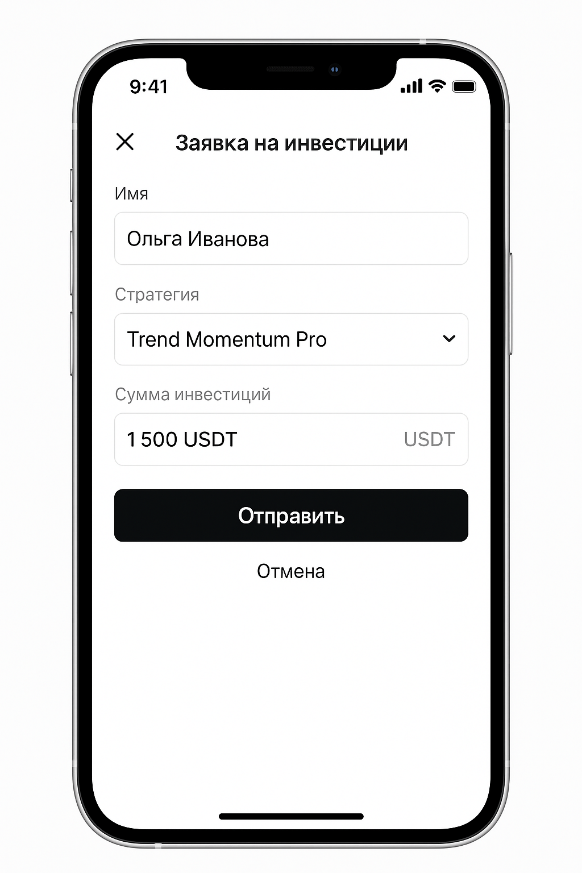 9:41
Заявка на инвестиции
Имя
Ольга Иванова
Стратегия
Trend Momentum Pro
Сумма инвестиций
1 500 USDT USDT
Отправить
Отмена